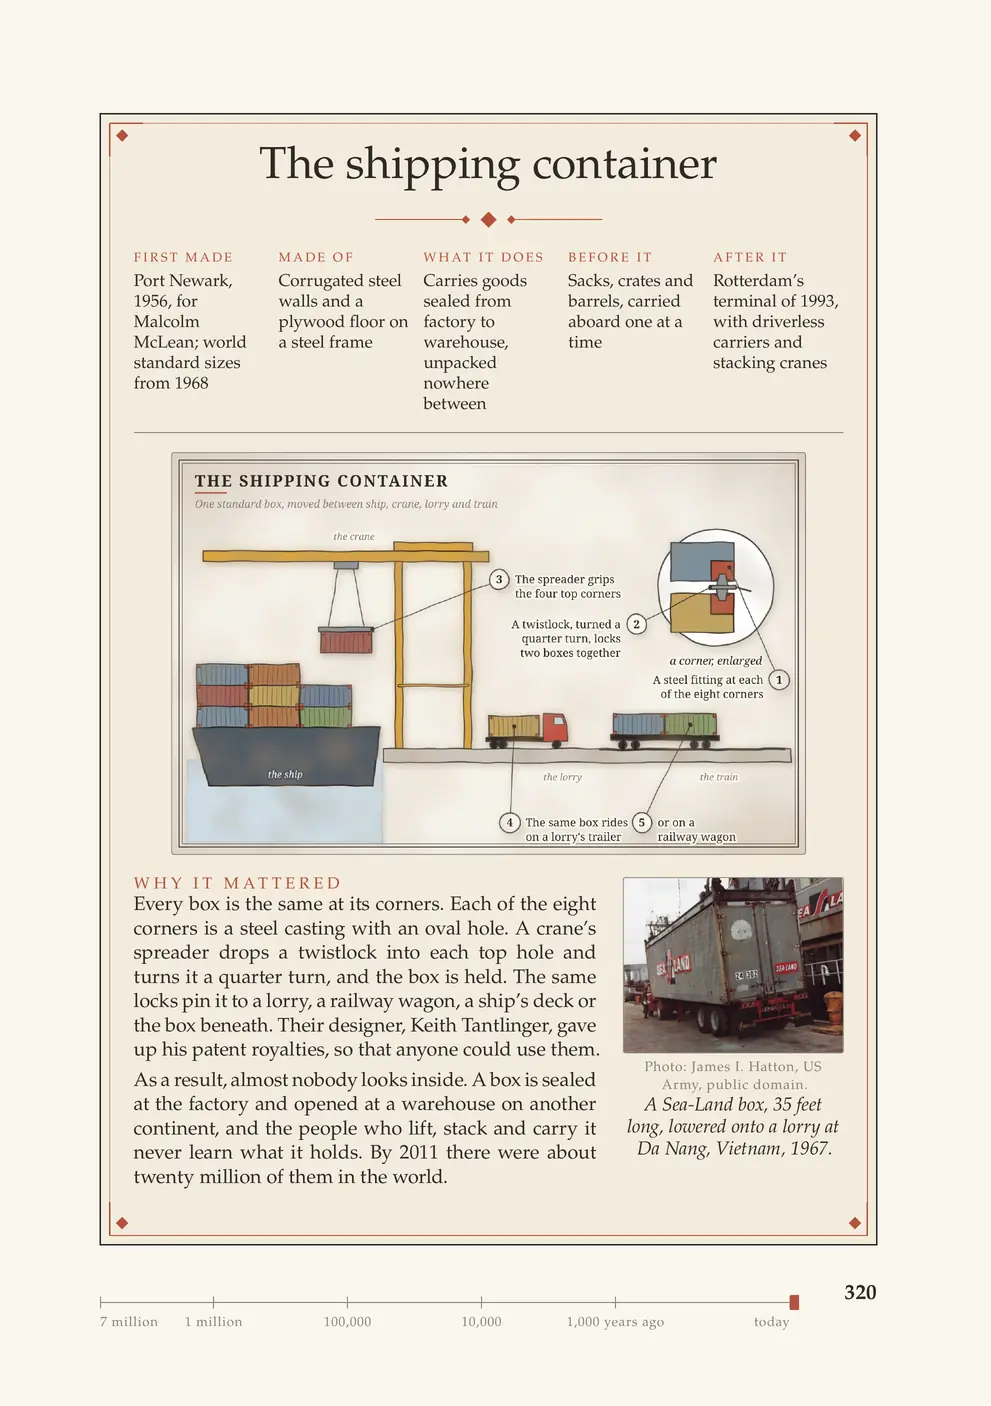 The shipping container
FIRST MADE
Port Newark,
1956, for
Malcolm
McLean; world
standard sizes
from 1968
MADE OF
Corrugated steel
walls and a
plywood floor on
a steel frame
WHAT IT DOES
Carries goods
sealed from
factory to
warehouse,
unpacked
nowhere
between
BEFORE IT
Sacks, crates and
barrels, carried
aboard one at a
time
AFTER IT
Rotterdam's
terminal of 1993,
with driverless
carriers and
stacking cranes
THE SHIPPING CONTAINER
One standard box, moved between ship, crane, lorry and train
the crane
3 The spreader grips
the four top corners
A twistlock, turned a 2
quarter turn, locks
two boxes together
a corner, enlarged
A steel fitting at each 1
of the eight corners
the ship
the lorry
the train
4 The same box rides
on a lorry's trailer
5 or on a
railway wagon
WHY IT MATTERED
Every box is the same at its corners. Each of the eight
corners is a steel casting with an oval hole. A crane's
spreader drops a twistlock into each top hole and
turns it a quarter turn, and the box is held. The same
locks pin it to a lorry, a railway wagon, a ship's deck or
the box beneath. Their designer, Keith Tantlinger, gave
up his patent royalties, so that anyone could use them.
As a result, almost nobody looks inside. A box is sealed
at the factory and opened at a warehouse on another
continent, and the people who lift, stack and carry it
never learn what it holds. By 2011 there were about
twenty million of them in the world.
SEA LAND
SEA-LAND
Photo: James I. Hatton, US
Army, public domain.
A Sea-Land box, 35 feet
long, lowered onto a lorry at
Da Nang, Vietnam, 1967.
320
7 million
1 million
100,000
10,000
1,000 years ago
today